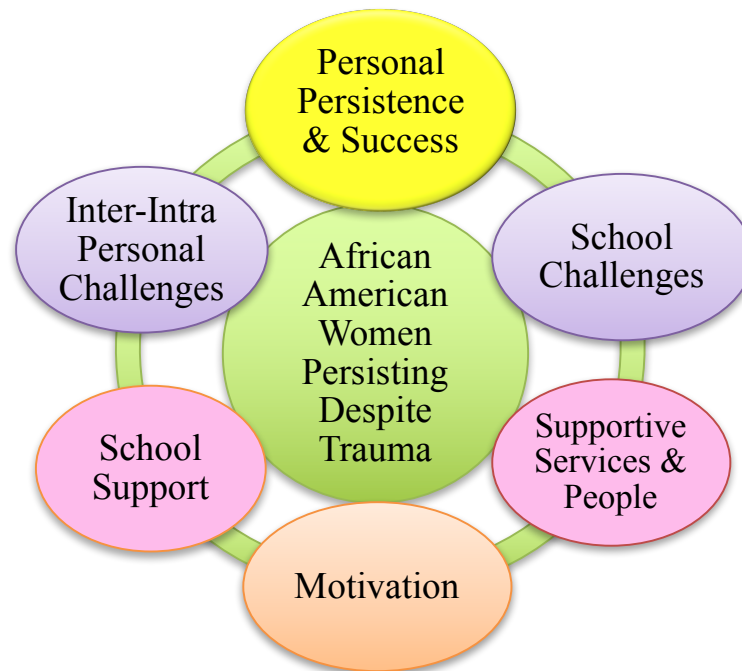 Personal
Persistence
& Success
Inter-Intra
Personal
Challenges
School
Challenges
African
American
Women
Persisting
Despite
Trauma
School
Support
Supportive
Services &
People
Motivation